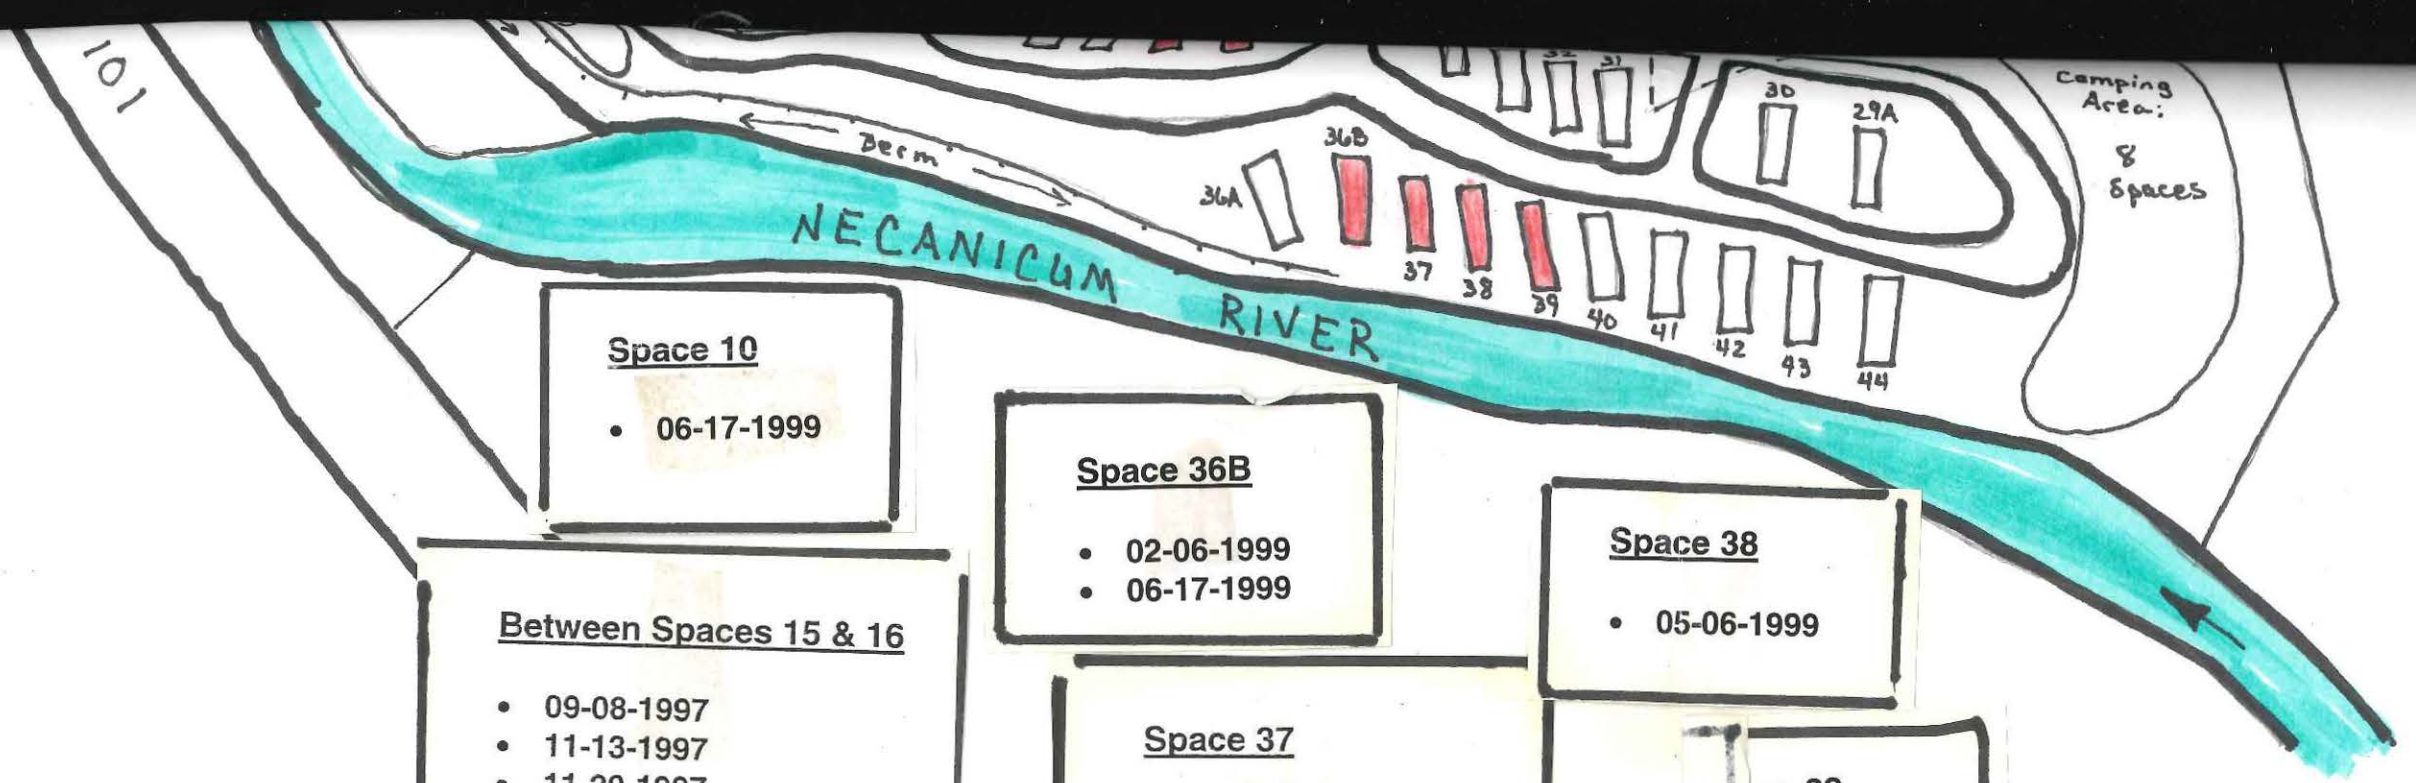 101
32
31
30
29A
Camping
Area:
8
Spaces
Berm
36B
36A
37
38
39
40
41
42
43
44
NECANICUM RIVER
Space 10
• 06-17-1999
Space 36B
• 02-06-1999
• 06-17-1999
Space 38
• 05-06-1999
Between Spaces 15 & 16
• 09-08-1997
• 11-13-1997
Space 37